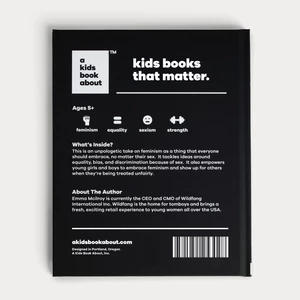 a
kids
book
about
TM
kids books
that matter.
Ages 5+
feminism
equality
sexism
strength
What's Inside?
This is an unpologetic take on feminism as a thing that everyone
should embrace, no matter their sex. It tackles ideas around
equality, bias, and discrimination because of sex. It also empowers
young girls and boys to embrace feminism and show up for others
when they're being treated unfairly.
About The Author
Emma Mcilroy is currently the CEO and CMO of Wildfang
International Inc. Wildfang is the home for tomboys and brings a
fresh, exciting retail experience to young women all over the USA.
akidsbookabout.com
Designed in Portland, Oregon.
A Kids Book About, Inc.